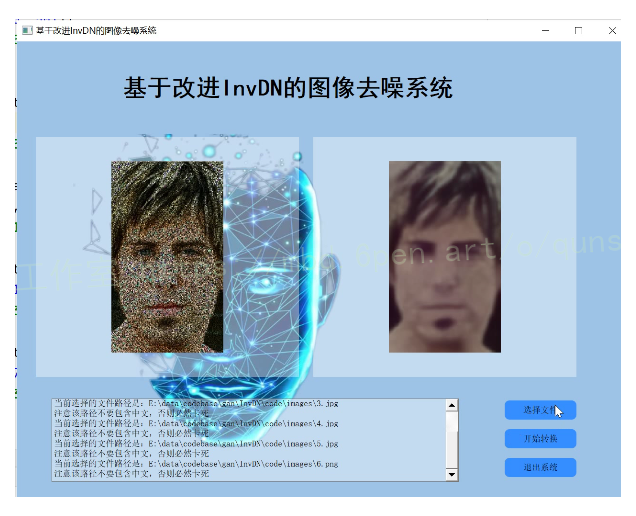 基于改进InvDN的图像去噪系统
基于改进InvDN的图像去噪系统
当前选择的文件路径是: E:\data\codebase\gan\InvDN\code\images\3.jpg
注意该路径不要包含中文,否则必然卡死
当前选择的文件路径是: E:\data\codebase\gan\InvDN\code\images\4.jpg
注意该路径不要包含中文,否则必然卡死
当前选择的文件路径是: E:\data\codebase\gan\InvDN\code\images\5.jpg
注意该路径不要包含中文,否则必然卡死
当前选择的文件路径是: E:\data\codebase\gan\InvDN\code\images\6.png
注意该路径不要包含中文,否则必然卡死
选择文件
开始转换
退出系统